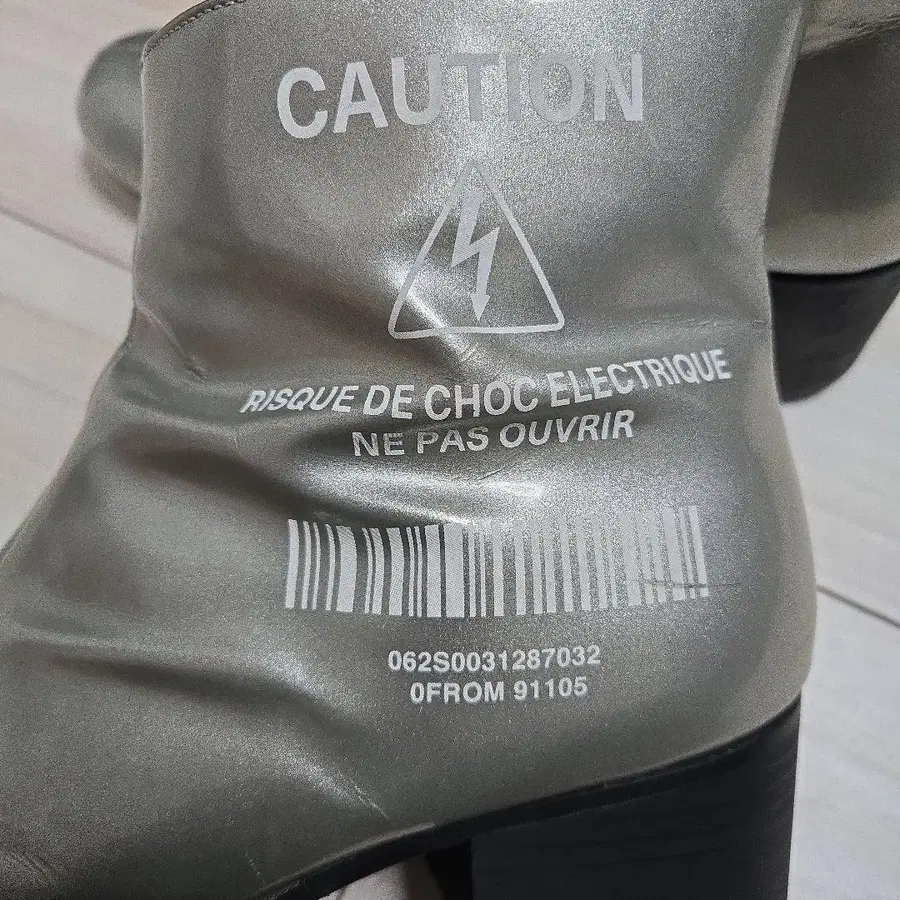 CAUTION
RISQUE DE CHOC ELECTRIQUE
NE PAS OUVRIR
062S0031287032
0FROM 91105